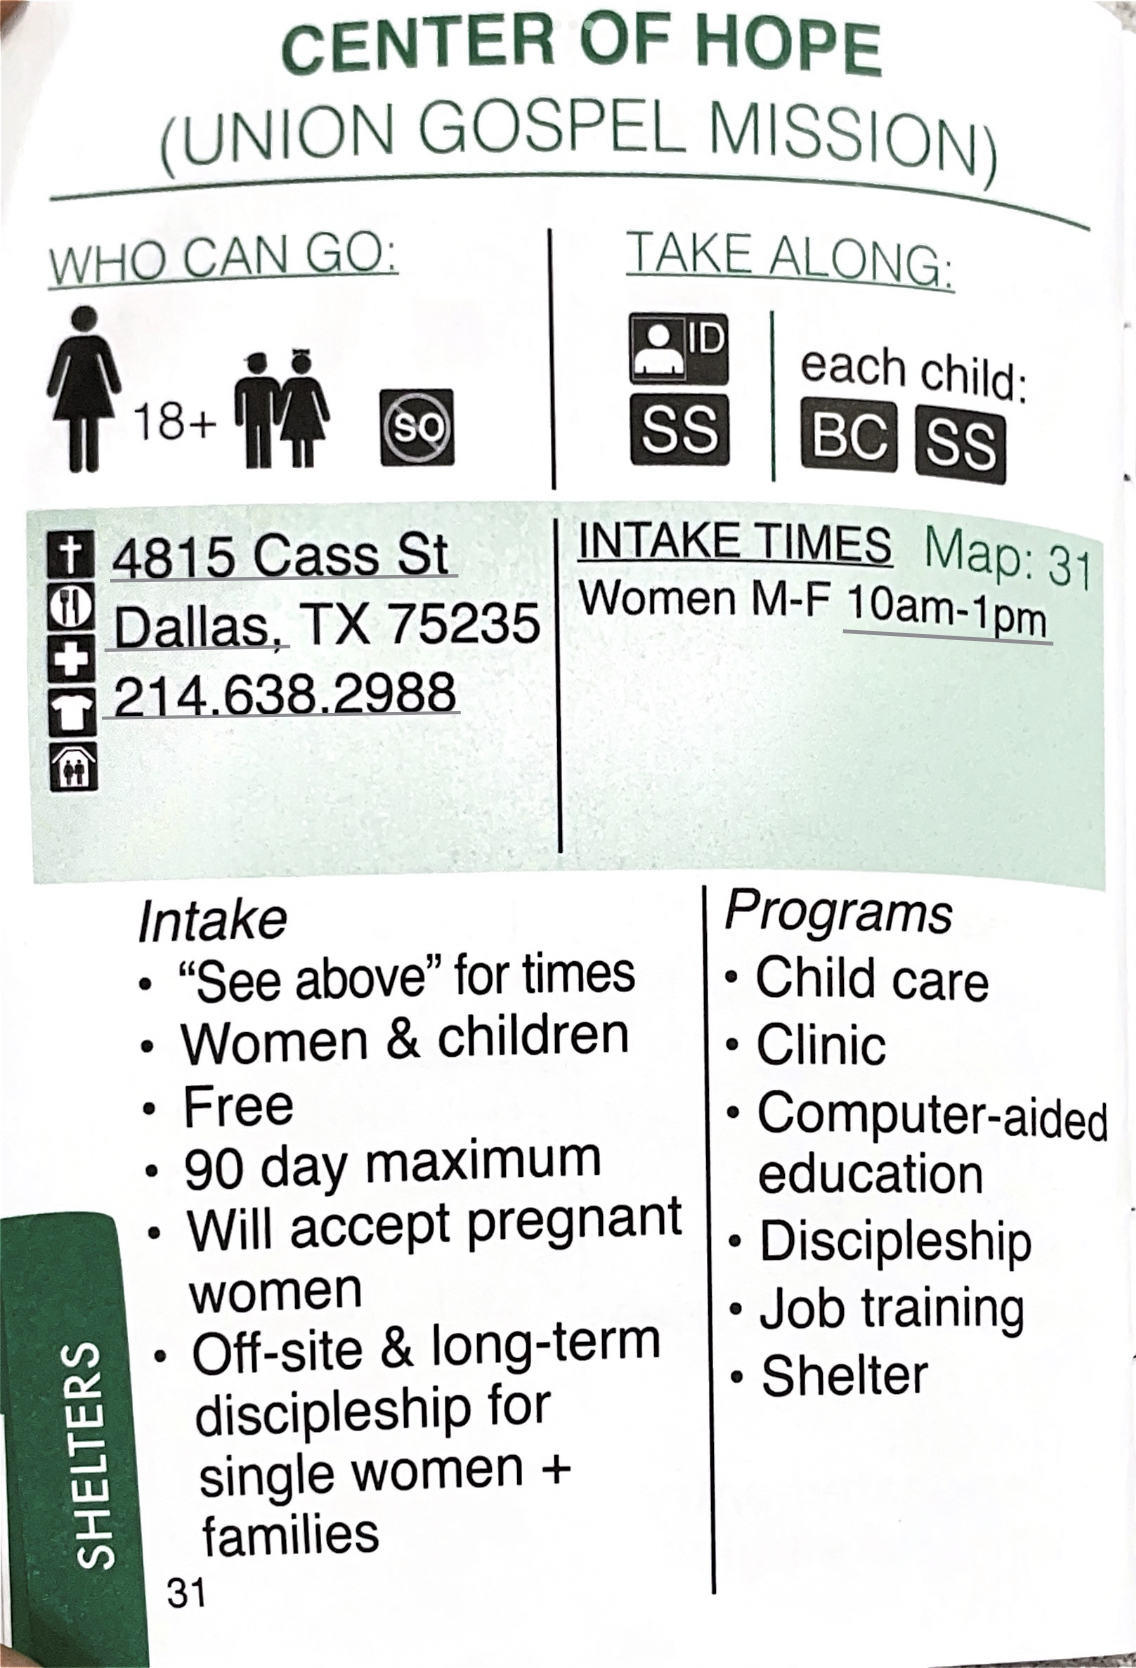 CENTER OF HOPE
(UNION GOSPEL MISSION)
WHO CAN GO:
18+
SO
TAKE ALONG:
ID
SS
each child:
BC SS
4815 Cass St
Dallas, TX 75235
214.638.2988
INTAKE TIMES Map: 31
Women M-F 10am-1pm
Intake
• “See above” for times
• Women & children
• Free
• 90 day maximum
• Will accept pregnant
women
• Off-site & long-term
discipleship for
single women +
families
Programs
• Child care
• Clinic
• Computer-aided
education
• Discipleship
• Job training
• Shelter
SHELTERS
31